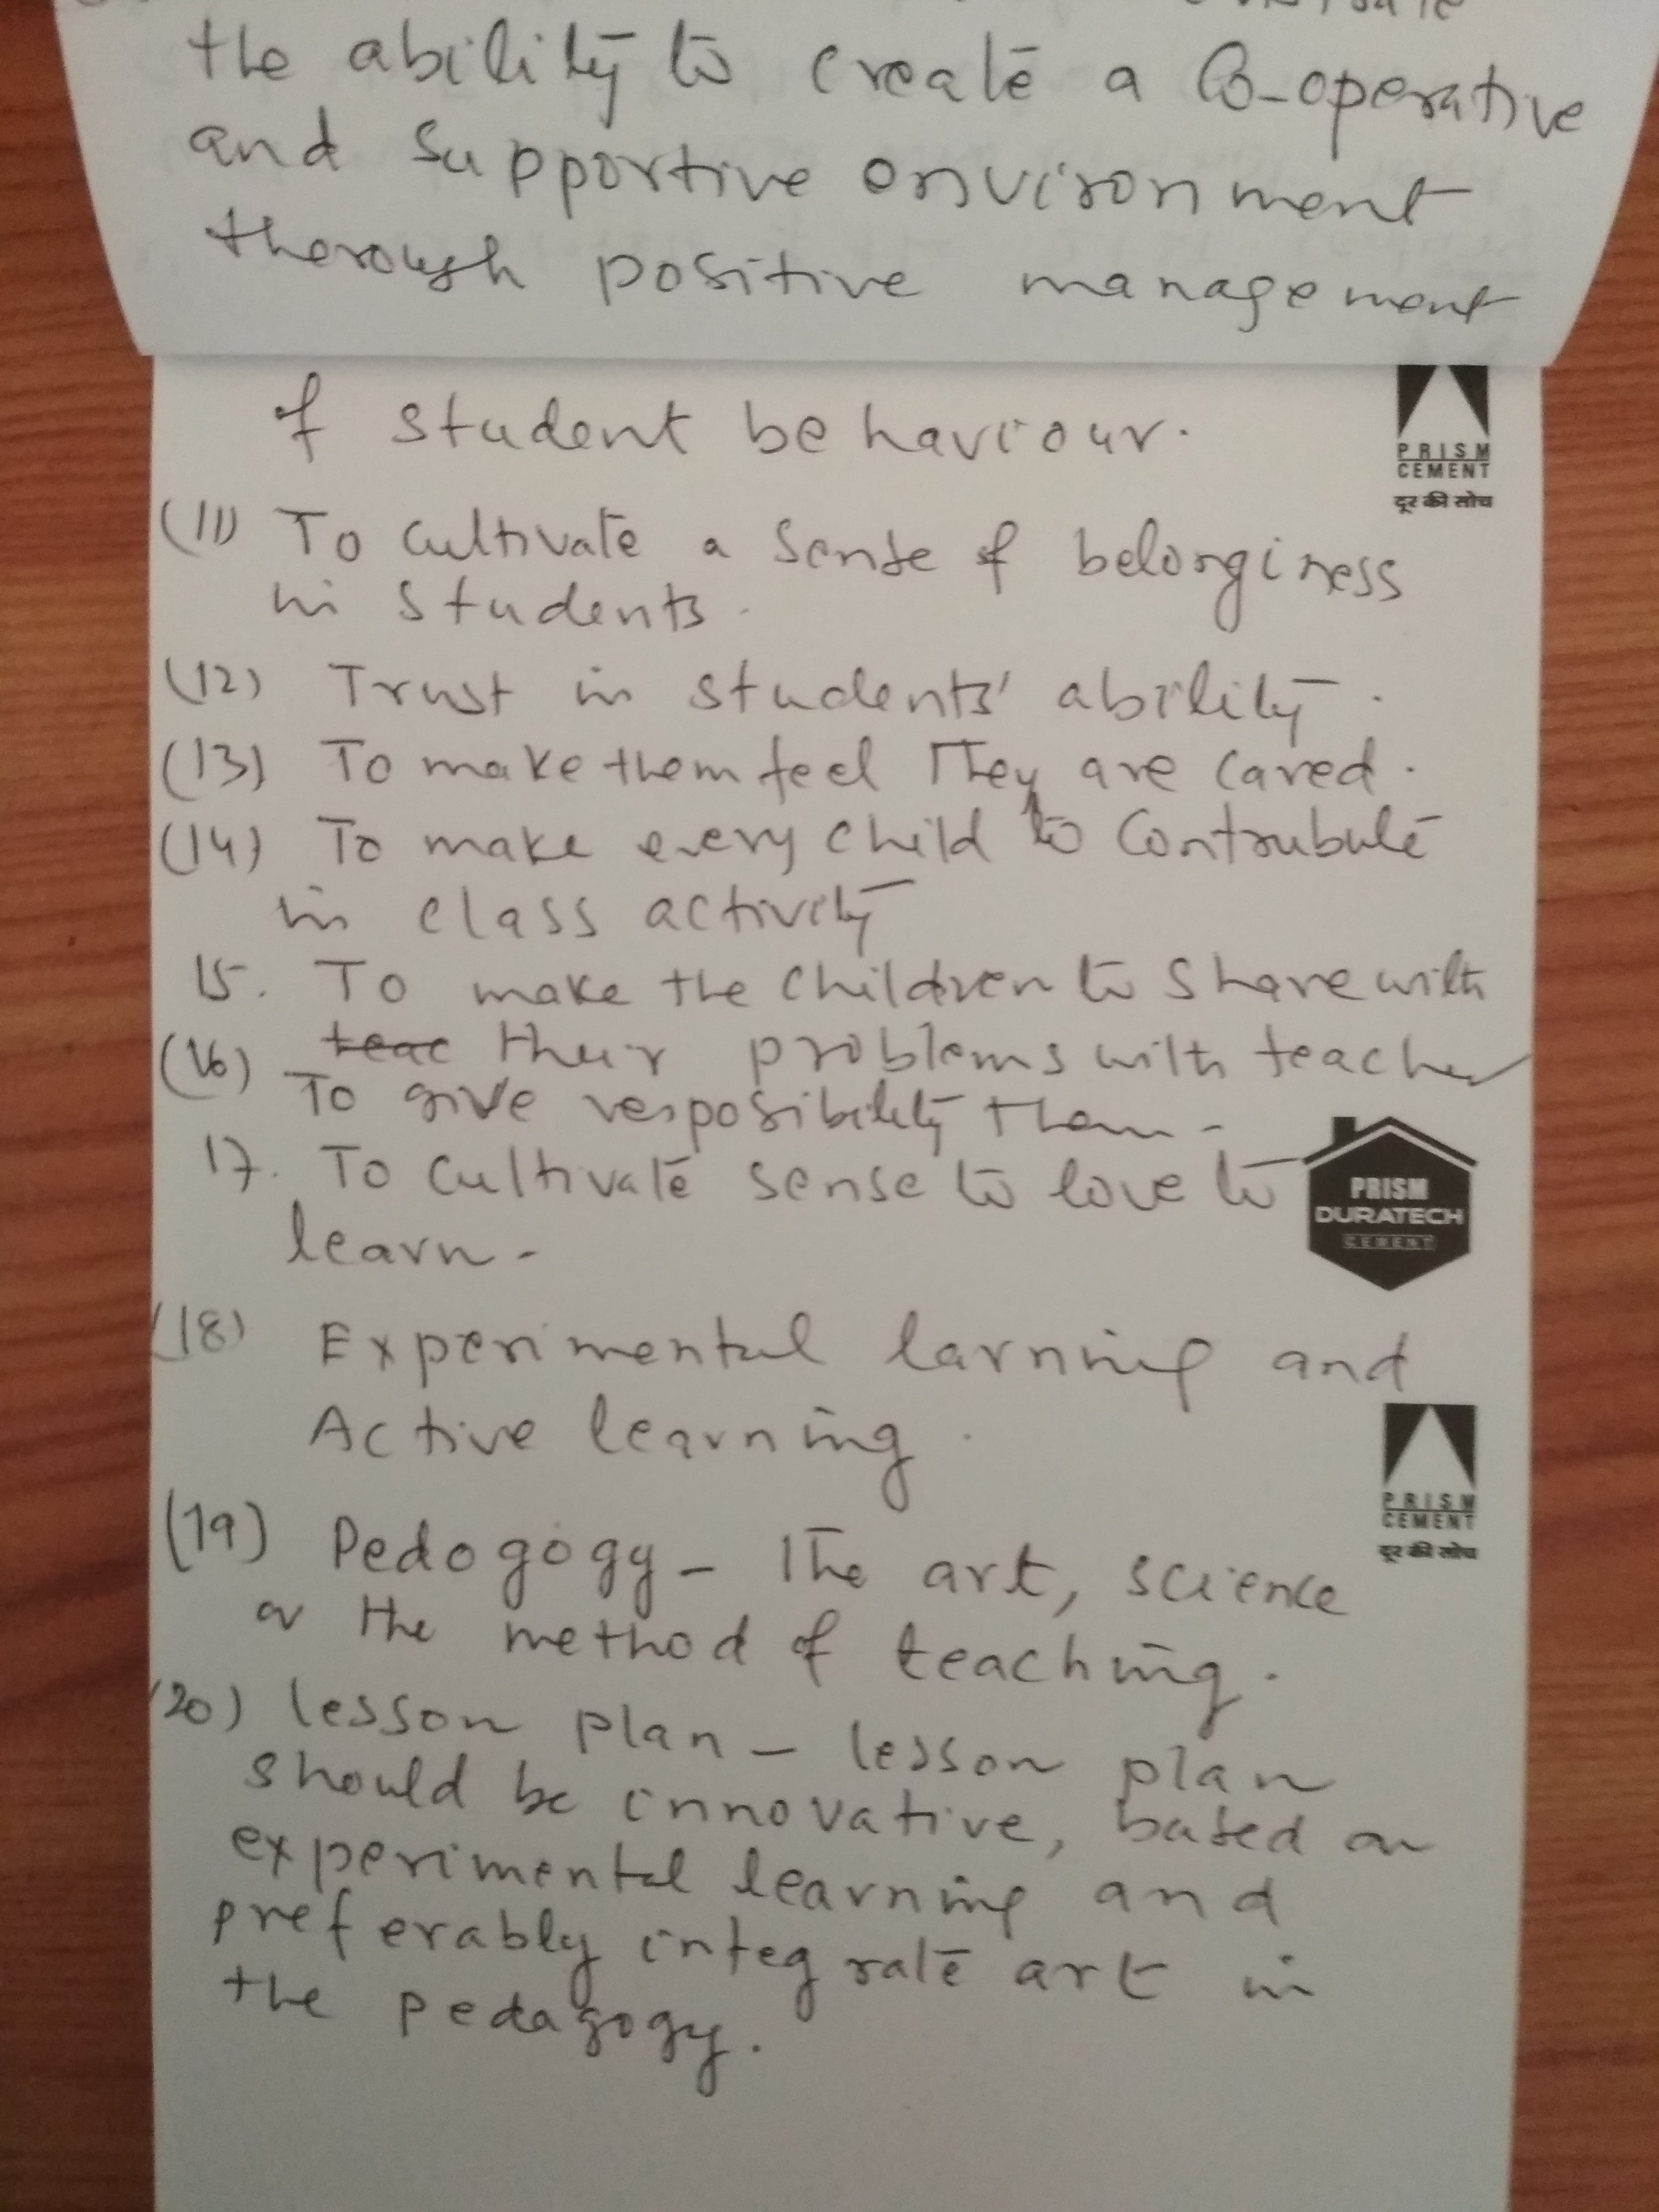 the ability to create a Co-operative
and supportive environment
thorough positive management
of student behaviour.
PRISM
CEMENT
दूर की सोच
(11) To cultivate a sense of belonginess
in students.
(12) Trust in students' ability.
(13) To make them feel They are cared.
(14) To make every child to contrubute
in class activity
15. To make the children to share with
teac their problems with teacher
(16) To give resposibility them.
17. To cultivate sense to love to
learn.
PRISM
DURATECH
CEMENT
(18) Experimental larning and
Active learning.
PRISM
CEMENT
दूर की सोच
(19) Pedogogy - The art, science
or the method of teaching.
(20) lesson plan - lesson plan
should be innovative, based on
experimental learning and
preferably integrate art in
the pedagogy.